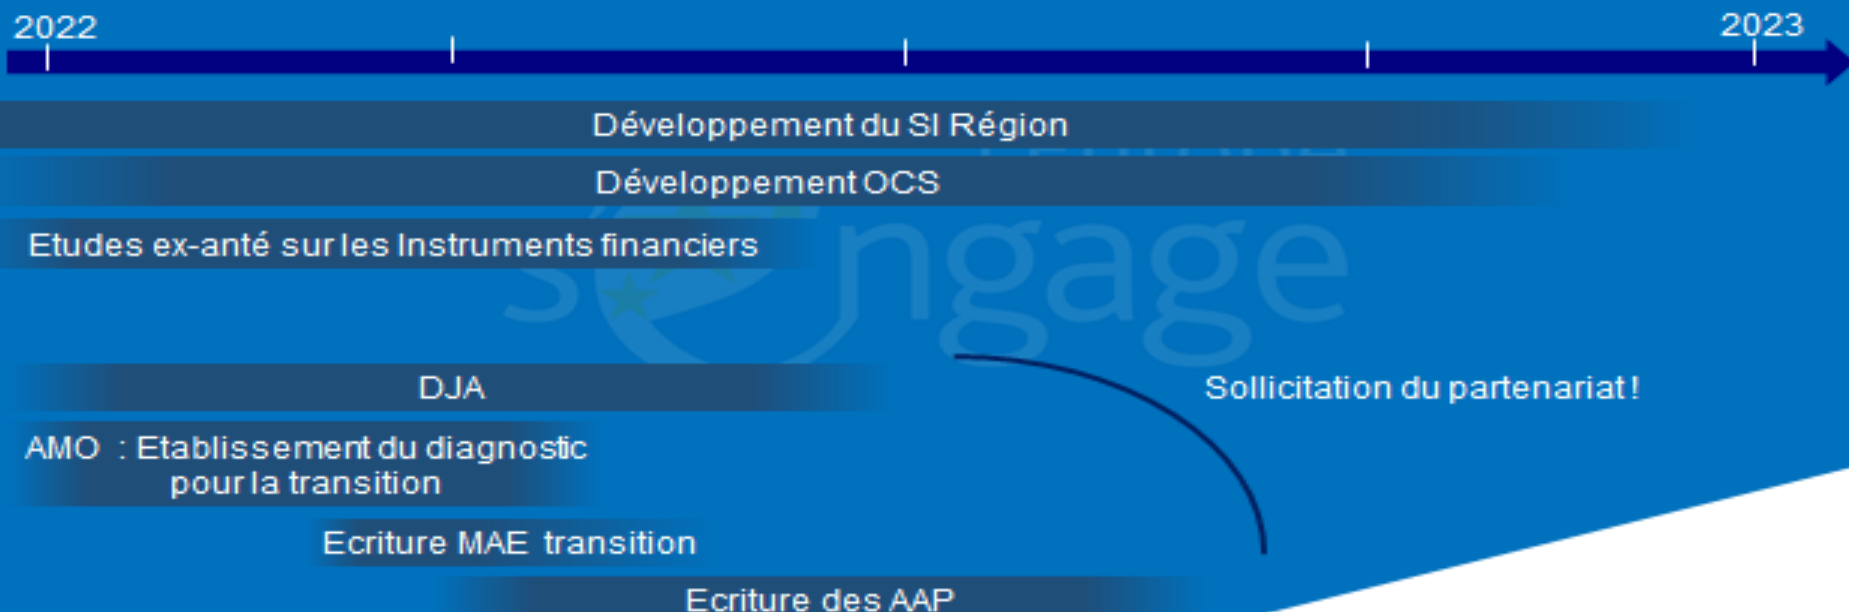 2022
2023
Développement du SI Région
Développement OCS
Etudes ex-anté sur les Instruments financiers
s'engage
DJA
Sollicitation du partenariat !
AMO : Etablissement du diagnostic
pour la transition
Ecriture MAE transition
Ecriture des AAP